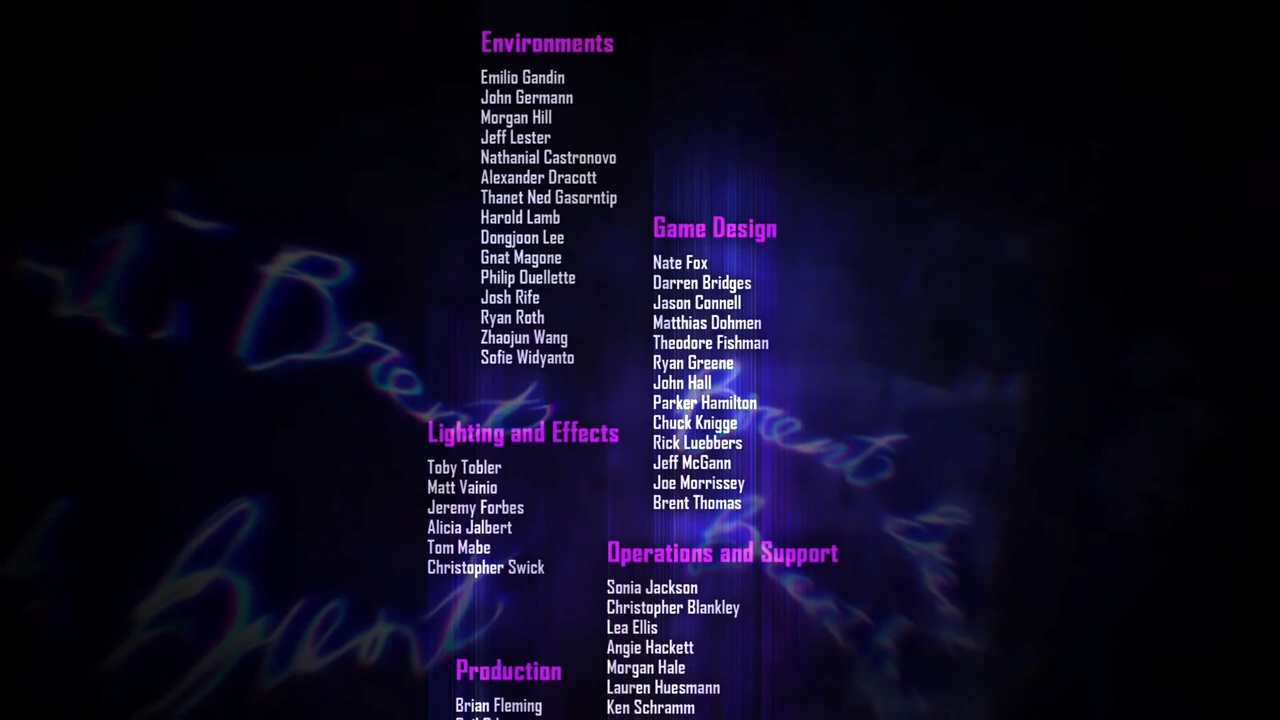 Environments
Emilio Gandin
John Germann
Morgan Hill
Jeff Lester
Nathanial Castronovo
Alexander Dracott
Thanet Ned Gasorntip
Harold Lamb
Dongjoon Lee
Gnat Magone
Philip Ouellette
Josh Rife
Ryan Roth
Zhaojun Wang
Sofie Widyanto
Game Design
Nate Fox
Darren Bridges
Jason Connell
Matthias Dohmen
Theodore Fishman
Ryan Greene
John Hall
Parker Hamilton
Chuck Knigge
Rick Luebbers
Jeff McGann
Joe Morrissey
Brent Thomas
Lighting and Effects
Toby Tobler
Matt Vainio
Jeremy Forbes
Alicia Jalbert
Tom Mabe
Christopher Swick
Operations and Support
Sonia Jackson
Christopher Blankley
Lea Ellis
Angie Hackett
Morgan Hale
Lauren Huesmann
Ken Schramm
Production
Brian Fleming
Brent
Brent
Brent